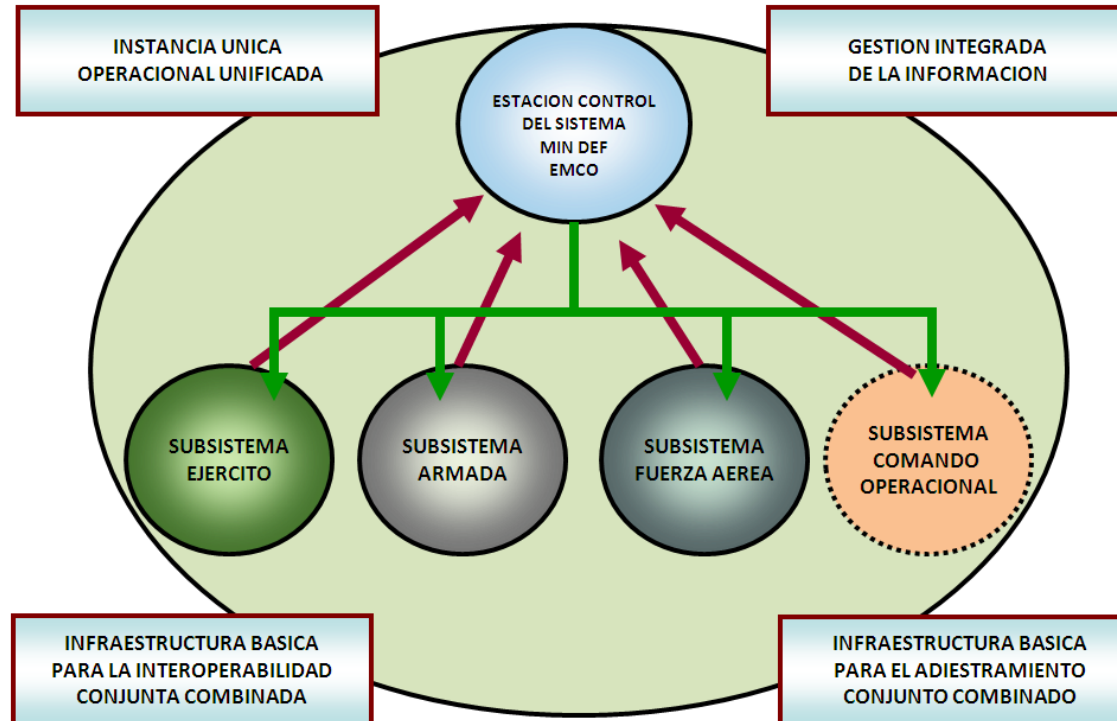 INSTANCIA UNICA
OPERACIONAL UNIFICADA
GESTION INTEGRADA
DE LA INFORMACION
ESTACION CONTROL
DEL SISTEMA
MIN DEF
EMCO
SUBSISTEMA
EJERCITO
SUBSISTEMA
ARMADA
SUBSISTEMA
FUERZA AEREA
SUBSISTEMA
COMANDO
OPERACIONAL
INFRAESTRUCTURA BASICA
PARA LA INTEROPERABILIDAD
CONJUNTA COMBINADA
INFRAESTRUCTURA BASICA
PARA EL ADIESTRAMIENTO
CONJUNTO COMBINADO